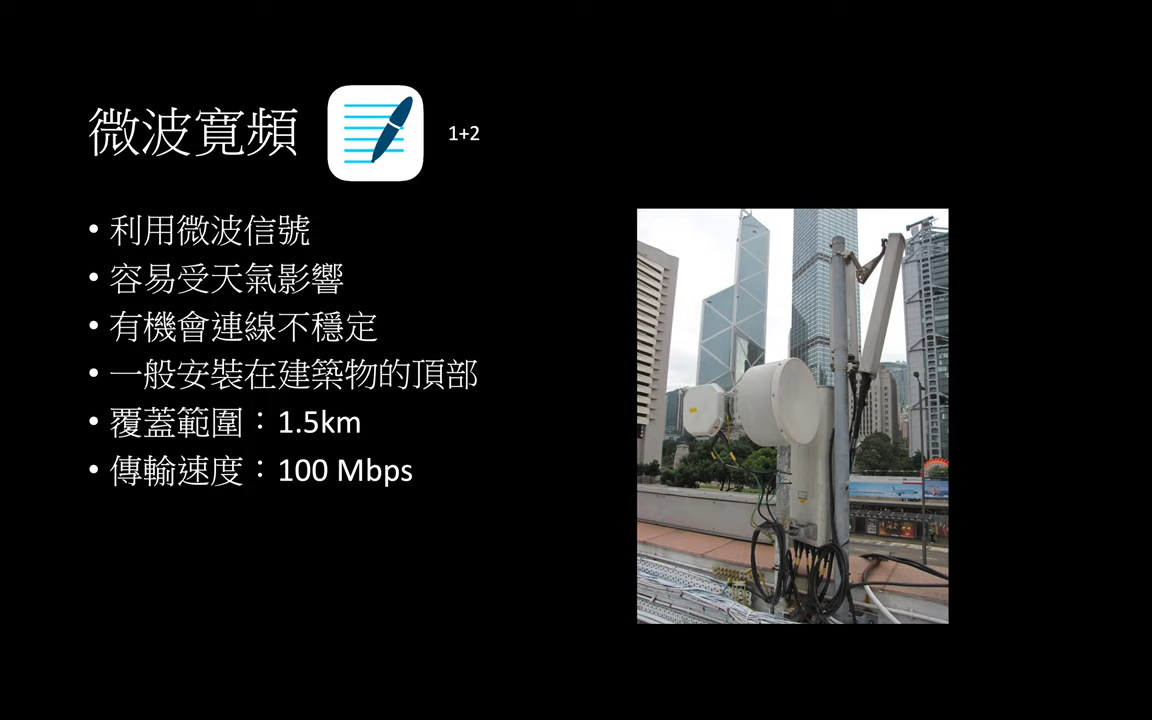 微波寬頻
1+2
• 利用微波信號
• 容易受天氣影響
• 有機會連線不穩定
• 一般安裝在建築物的頂部
• 覆蓋範圍：1.5km
• 傳輸速度：100 Mbps